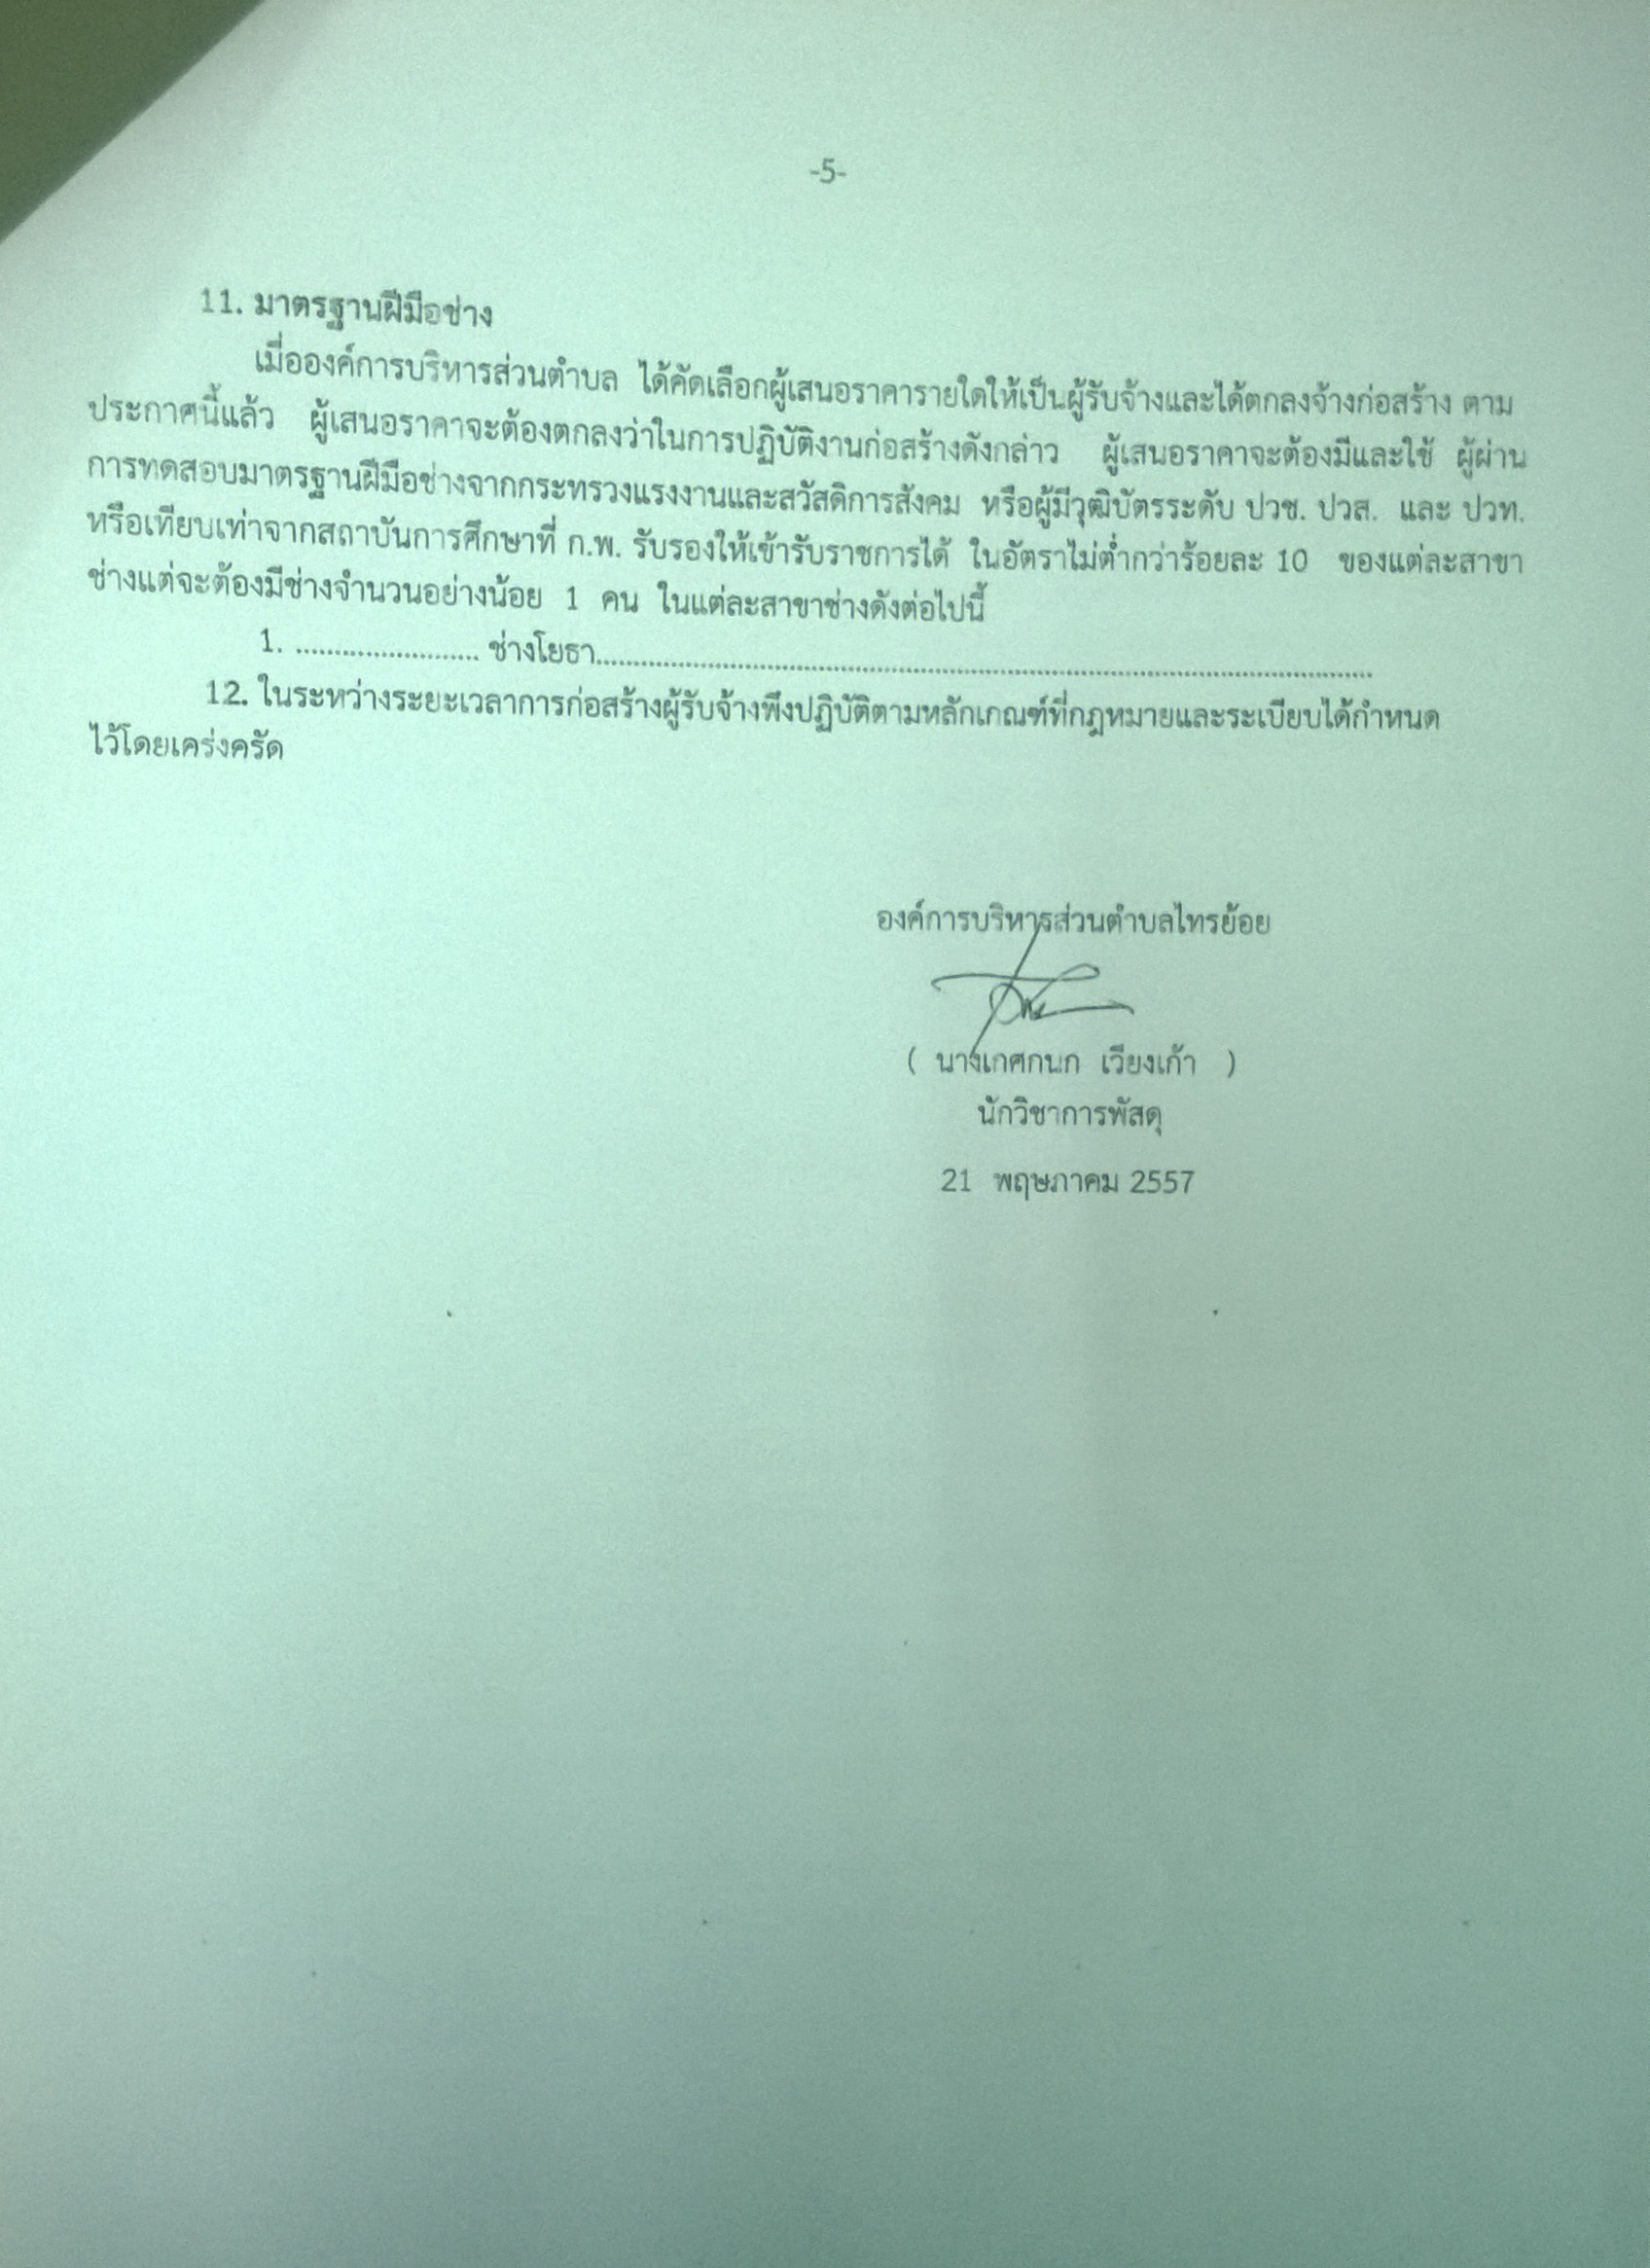 -5-
11. มาตรฐานฝีมือช่าง
เมื่อองค์การบริหารส่วนตำบล ได้คัดเลือกผู้เสนอราคารายใดให้เป็นผู้รับจ้างและได้ตกลงจ้างก่อสร้าง ตาม
ประกาศนี้แล้ว ผู้เสนอราคาจะต้องตกลงว่าในการปฏิบัติงานก่อสร้างดังกล่าว ผู้เสนอราคาจะต้องมีและใช้ ผู้ผ่าน
การทดสอบมาตรฐานฝีมือช่างจากกระทรวงแรงงานและสวัสดิการสังคม หรือผู้มีวุฒิบัตรระดับ ปวช. ปวส. และ ปวท.
หรือเทียบเท่าจากสถาบันการศึกษาที่ ก.พ. รับรองให้เข้ารับราชการได้ ในอัตราไม่ต่ำกว่าร้อยละ 10 ของแต่ละสาขา
ช่างแต่จะต้องมีช่างจำนวนอย่างน้อย 1 คน ในแต่ละสาขาช่างดังต่อไปนี้
1. ........................ ช่างโยธา....................................................................................................
12. ในระหว่างระยะเวลาการก่อสร้างผู้รับจ้างพึงปฏิบัติตามหลักเกณฑ์ที่กฎหมายและระเบียบได้กำหนด
ไว้โดยเคร่งครัด
องค์การบริหารส่วนตำบลไทรย้อย
( นางเกศกนก เวียงเก้า )
นักวิชาการพัสดุ
21 พฤษภาคม 2557